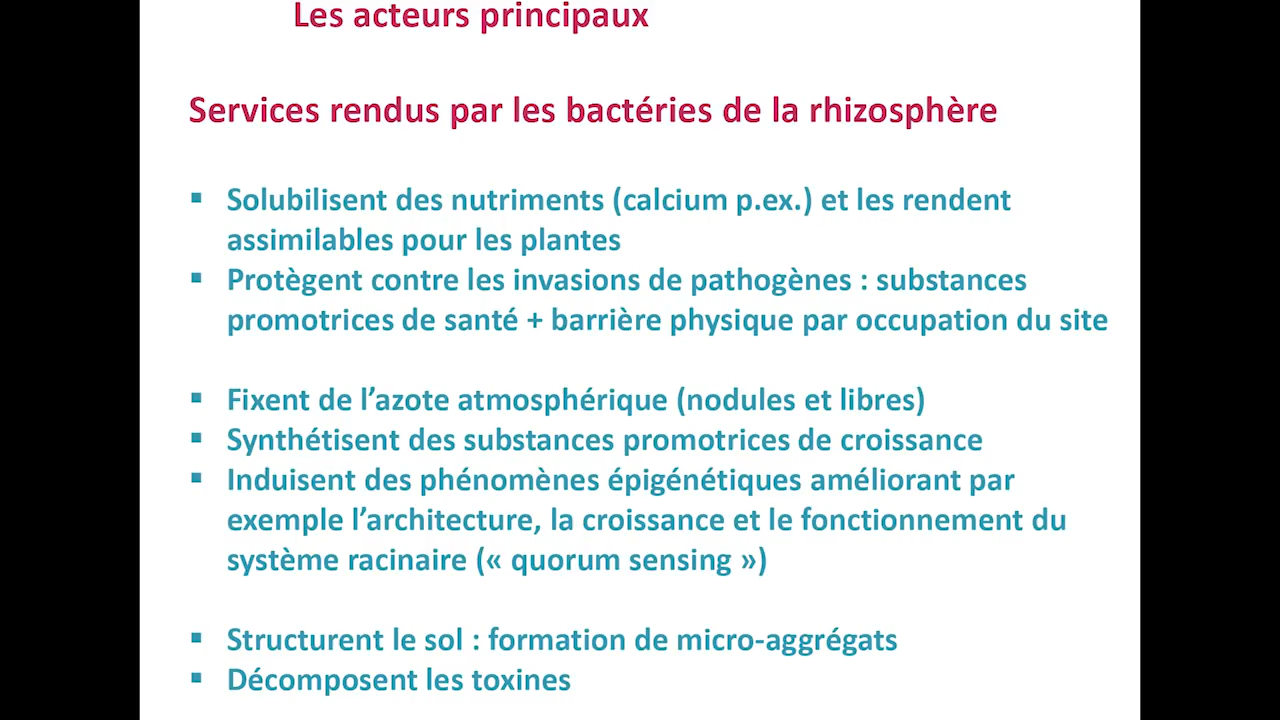 Les acteurs principaux
Services rendus par les bactéries de la rhizosphère
▪ Solubilisent des nutriments (calcium p.ex.) et les rendent
assimilables pour les plantes
▪ Protègent contre les invasions de pathogènes : substances
promotrices de santé + barrière physique par occupation du site
▪ Fixent de l’azote atmosphérique (nodules et libres)
▪ Synthétisent des substances promotrices de croissance
▪ Induisent des phénomènes épigénétiques améliorant par
exemple l’architecture, la croissance et le fonctionnement du
système racinaire (« quorum sensing »)
▪ Structurent le sol : formation de micro-aggrégats
▪ Décomposent les toxines